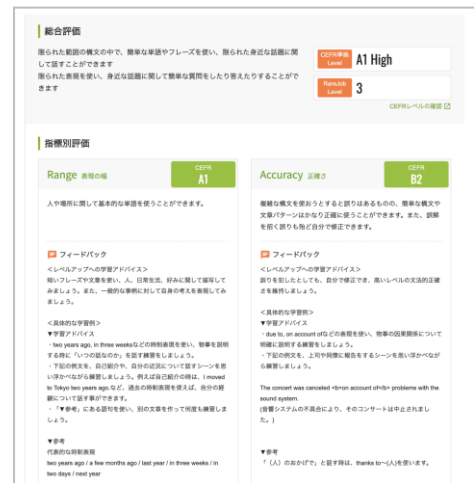 総合評価
限られた範囲の構文の中で、簡単な単語やフレーズを使い、限られた身近な話題に関
して話すことができます
限られた表現を使い、身近な話題に関して簡単な質問をしたり答えたりすることがで
きます
CEFR準拠
Level
A1 High
RareJob
Level
3
CEFRレベルの確認
指標別評価
Range 表現の幅
CEFR
A1
人や場所に関して基本的な単語を使うことができます。
フィードバック
<レベルアップへの学習アドバイス>
短いフレーズや文章を使い、人、日常生活、好みに関して描写して
みましょう。また、一般的な事柄に対して自身の考えを表現してみ
ましょう。
<具体的な学習例>
▼学習アドバイス
・two years ago, in three weeksなどの時制表現を使い、物事を説明
する時に「いつの話なのか」を話す練習をしましょう。
・下記の例文を、自己紹介や、自分の近況について話すシーンを思
い浮かべながら練習しましょう。例えば自己紹介の時は、I moved
to Tokyo two years ago.など、過去の時制表現を使えば、自分の経
験について話す事ができます。
・「▼参考」にある語句を使い、別の文章を作って何度も練習しま
しょう。
▼参考
代表的な時制表現
two years ago / a few months ago / last year / in three weeks / in
two days / next year
Accuracy 正確さ
CEFR
B2
複雑な構文を使おうとすると誤りはあるものの、簡単な構文や
文章パターンはかなり正確に使うことができます。また、誤解
を招く誤りも殆ど自分で修正できます。
フィードバック
<レベルアップへの学習アドバイス>
誤りを犯したとしても、自分で修正でき、高いレベルの文法的正確
さを維持しましょう。
<具体的な学習例>
▼学習アドバイス
・due to, on account ofなどの表現を使い、物事の因果関係について
明確に説明する練習をしましょう。
・下記の例文を、上司や同僚に報告をするシーンを思い浮かべなが
ら練習しましょう。
The concert was canceled <b>on account of</b> problems with the
sound system.
(音響システムの不具合により、そのコンサートは中止されまし
た。)
▼参考
「（人）のおかげで」と話す時は、thanks to~(人)を使います。